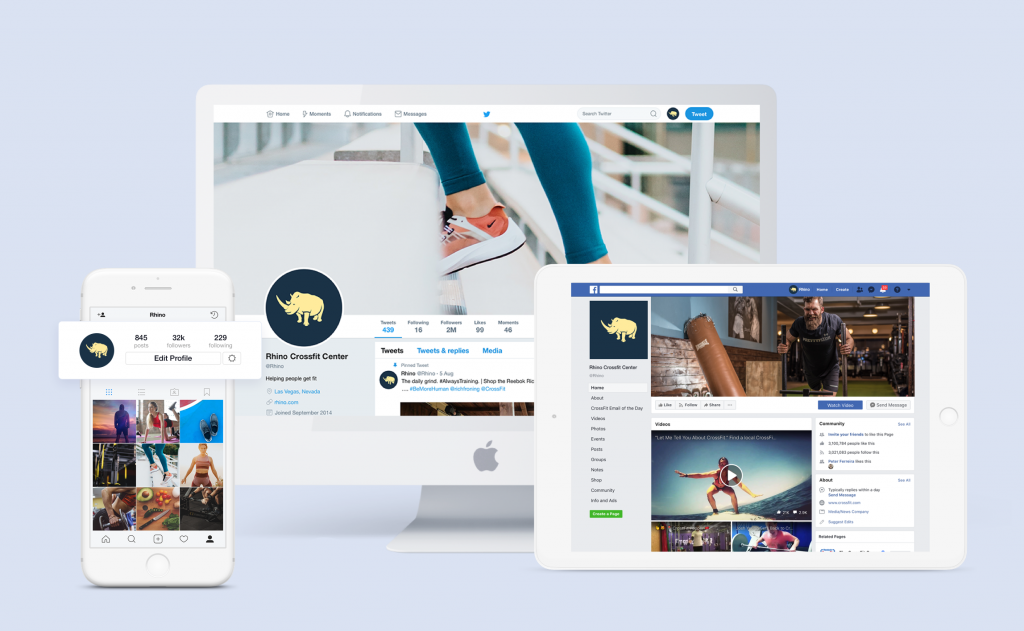 Home Moments Notifications Messages
Search Twitter
Tweet
Tweets Following Followers Likes Moments
439 16 2M 99 46
Rhino Crossfit Center
@Rhino
Helping people get fit
Las Vegas, Nevada
rhino.com
Joined September 2014
Tweets Tweets & replies Media
Pinned Tweet
Rhino @Rhino - 5 Aug
The daily grind. #AlwaysTraining. | Shop the Reebok
.... #BeMoreHuman @richfroning @CrossFit
Rhino
845 32k 229
posts followers following
Edit Profile
Rhino Home Create
Rhino Crossfit Center
@Rhino
Home
About
CrossFit Email of the Day
Videos
Photos
Events
Posts
Groups
Notes
Shop
Community
Info and Ads
Create a Page
Like Follow Share
Watch Video
Send Message
Videos
"Let Me Tell You About CrossFit." Find a local CrossFi...
Community See All
Invite your friends to like this Page
3,100,784 people like this
3,021,083 people follow this
Peter Ferreira likes this
About See All
Typically replies within a day
Send Message
www.crossfit.com
Media/News Company
Suggest Edits
Related Pages